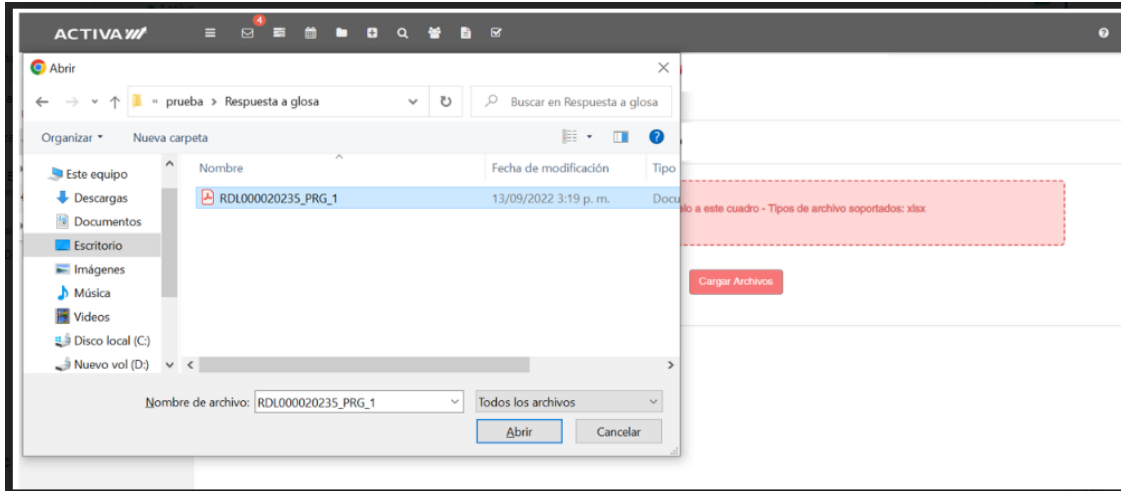 ACTIVA
4
Abrir
« prueba > Respuesta a glosa
Buscar en Respuesta a glosa
Organizar
Nueva carpeta
Nombre
Fecha de modificación
Tipo
Este equipo
Descargas
Documentos
Escritorio
Imágenes
Música
Videos
Disco local (C:)
Nuevo vol (D:)
RDL000020235_PRG_1
13/09/2022 3:19 p. m.
Docu
a este cuadro - Tipos de archivo soportados: xlsx
Cargar Archivos
Nombre de archivo: RDL000020235_PRG_1
Todos los archivos
Abrir
Cancelar